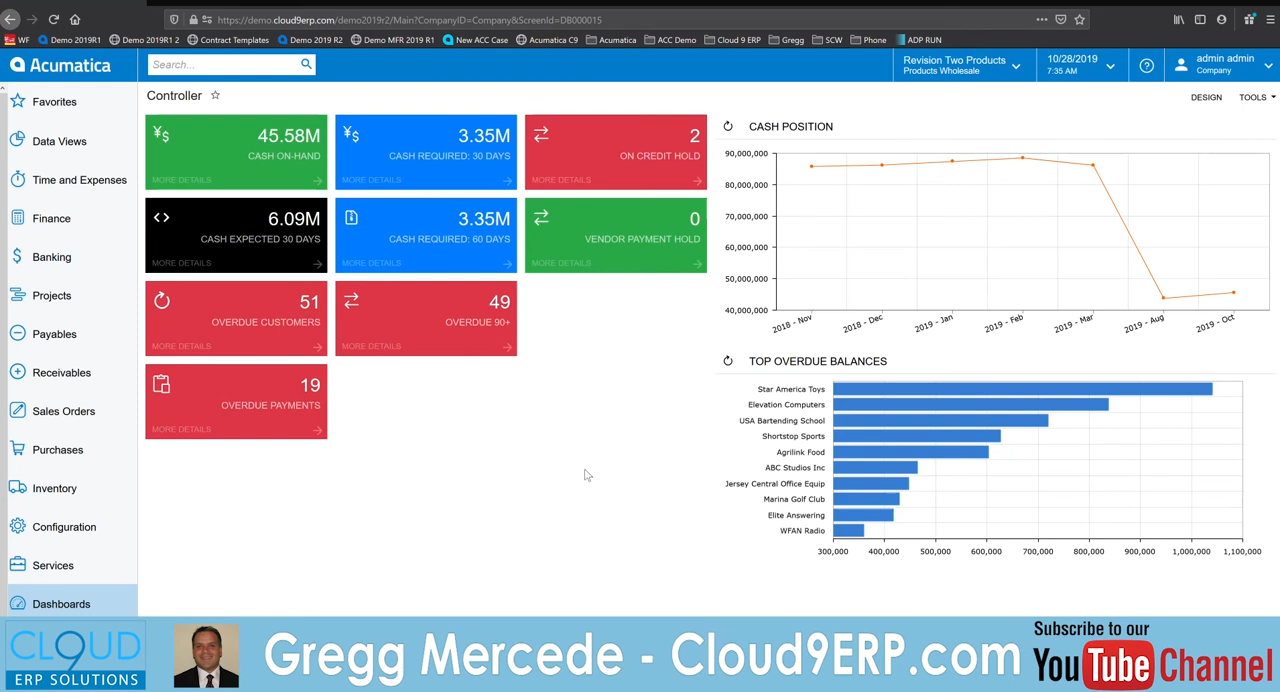 https://demo.cloud9erp.com/demo2019r2/Main?CompanyID=Company&ScreenId=DB000015
WF
Demo 2019R1
Demo 2019R1 2
Contract Templates
Demo 2019 R2
Demo MFR 2019 R1
New ACC Case
Acumatica C9
Acumatica
ACC Demo
Cloud 9 ERP
Gregg
SCW
Phone
ADP RUN
Acumatica
Search...
Revision Two Products
Products Wholesale
10/28/2019
7:35 AM
admin admin
Company
Favorites
Data Views
Time and Expenses
Finance
Banking
Projects
Payables
Receivables
Sales Orders
Purchases
Inventory
Configuration
Services
Dashboards
Controller
DESIGN
TOOLS
¥$
45.58M
CASH ON-HAND
MORE DETAILS
¥$
3.35M
CASH REQUIRED: 30 DAYS
MORE DETAILS
2
ON CREDIT HOLD
MORE DETAILS
6.09M
CASH EXPECTED 30 DAYS
MORE DETAILS
3.35M
CASH REQUIRED: 60 DAYS
MORE DETAILS
0
VENDOR PAYMENT HOLD
MORE DETAILS
51
OVERDUE CUSTOMERS
MORE DETAILS
49
OVERDUE 90+
MORE DETAILS
19
OVERDUE PAYMENTS
MORE DETAILS
CASH POSITION
90,000,000
80,000,000
70,000,000
60,000,000
50,000,000
40,000,000
2018 - Nov
2018 - Dec
2019 - Jan
2019 - Feb
2019 - Mar
2019 - Aug
2019 - Oct
TOP OVERDUE BALANCES
Star America Toys
Elevation Computers
USA Bartending School
Shortstop Sports
Agrilink Food
ABC Studios Inc
Jersey Central Office Equip
Marina Golf Club
Elite Answering
WFAN Radio
300,000
400,000
500,000
600,000
700,000
800,000
900,000
1,000,000
1,100,000
CLOUD
9
ERP SOLUTIONS
Gregg Mercede - Cloud9ERP.com
Subscribe to our
YouTube Channel